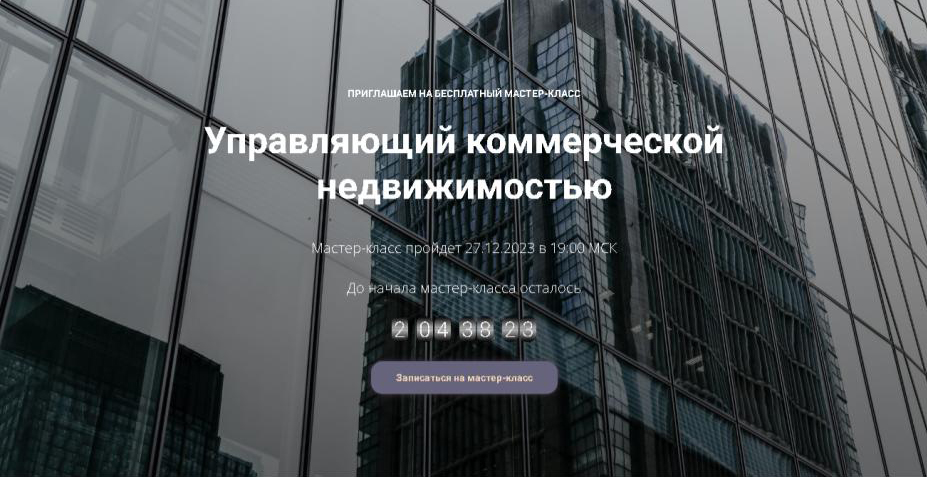 ПРИГЛАШАЕМ НА БЕСПЛАТНЫЙ МАСТЕР-КЛАСС
Управляющий коммерческой
недвижимостью
Мастер-класс пройдет 27.12.2023 в 19:00 МСК
До начала мастер-класса осталось
2 04 38 23
Записаться на мастер-класс